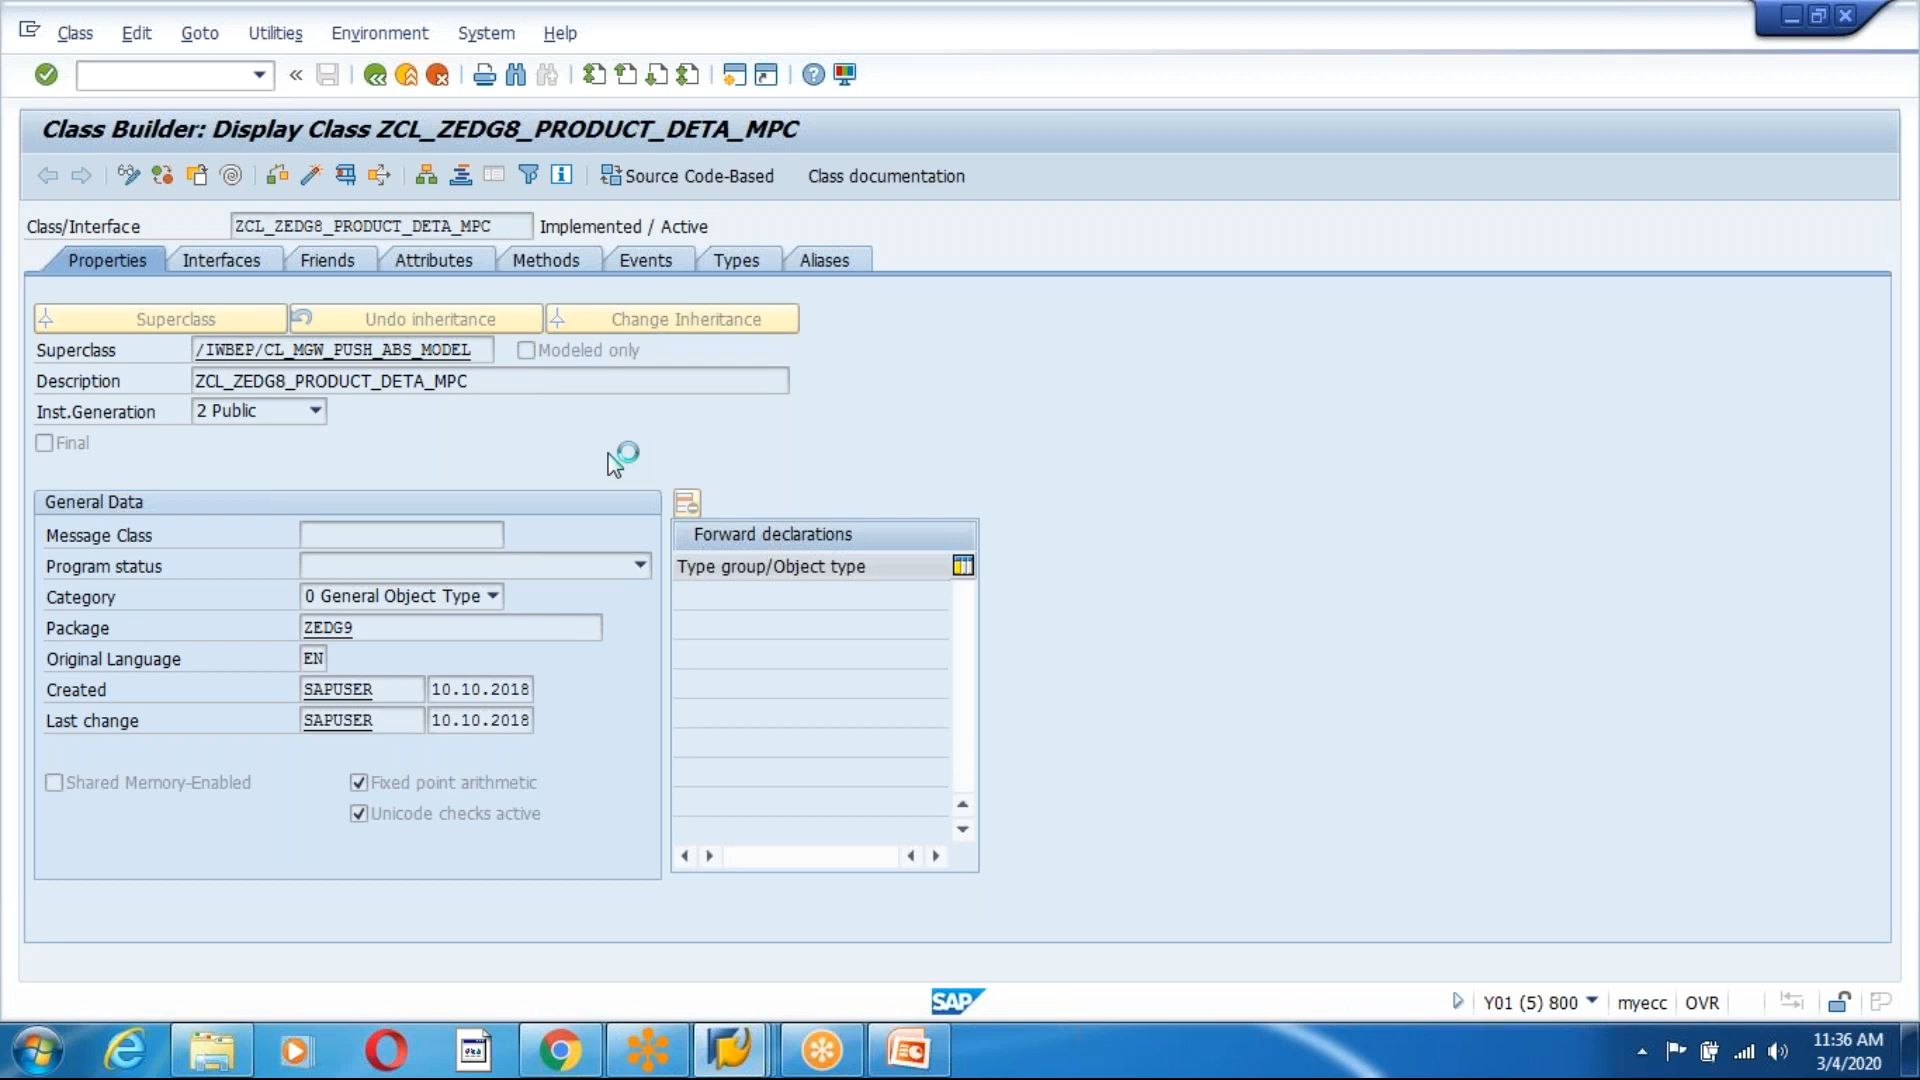 Class Edit Goto Utilities Environment System Help
Class Builder: Display Class ZCL_ZEDG8_PRODUCT_DETA_MPC
Source Code-Based Class documentation
Class/Interface ZCL_ZEDG8_PRODUCT_DETA_MPC Implemented / Active
Properties Interfaces Friends Attributes Methods Events Types Aliases
Superclass Undo inheritance Change Inheritance
Superclass /IWBEP/CL_MGW_PUSH_ABS_MODEL Modeled only
Description ZCL_ZEDG8_PRODUCT_DETA_MPC
Inst.Generation 2 Public
Final
General Data
Message Class
Program status
Category 0 General Object Type
Package ZEDG9
Original Language EN
Created SAPUSER 10.10.2018
Last change SAPUSER 10.10.2018
Shared Memory-Enabled Fixed point arithmetic
Unicode checks active
Forward declarations
Type group/Object type
SAP Y01 (5) 800 myecc OVR
11:36 AM
3/4/2020